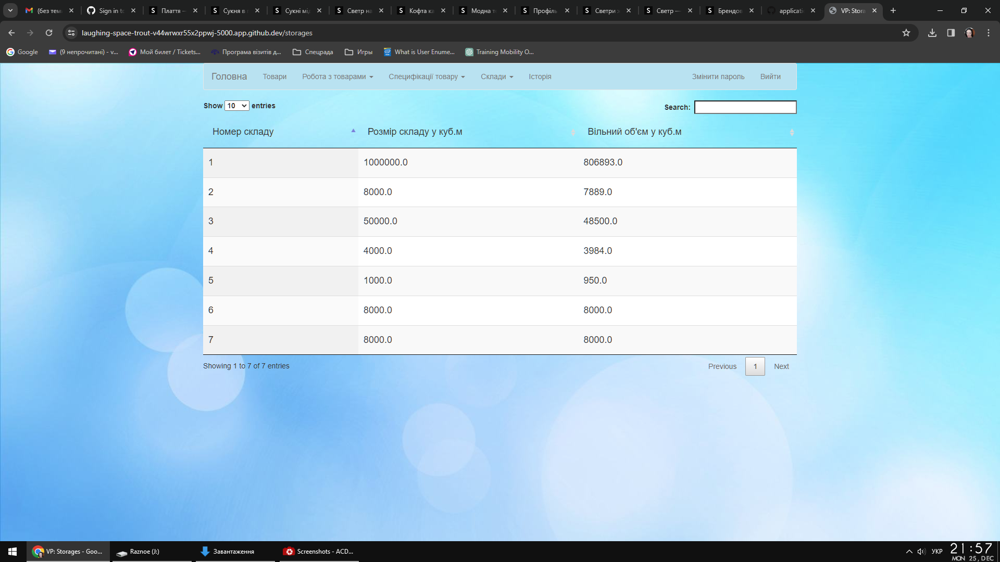 (без теми
Sign in to
Плаття –
Сукня в
Сукні мід
Светр на
Кофта ка
Модна т
Профіль
Светри
Светр —
Брендов
applicati
VP: Stora
laughing-space-trout-v44wrwxr55x2ppwj-5000.app.github.dev/storages
Google
(9 непрочитані) - v...
Мой билет / Tickets...
Програма візитів д...
Спецрада
Игры
What is User Enume...
Training Mobility O...
Головна
Товари
Робота з товарами
Специфікації товару
Склади
Історія
Змінити пароль
Вийти
Show 10 entries
Search:
Номер складу Розмір складу у куб.м Вільний об'єм у куб.м
1 1000000.0 806893.0
2 8000.0 7889.0
3 50000.0 48500.0
4 4000.0 3984.0
5 1000.0 950.0
6 8000.0 8000.0
7 8000.0 8000.0
Showing 1 to 7 of 7 entries
Previous 1 Next
VP: Storages - Goo...
Raznoe (J:)
Завантаження
Screenshots - ACD...
УКР
21:57
MON 25, DEC